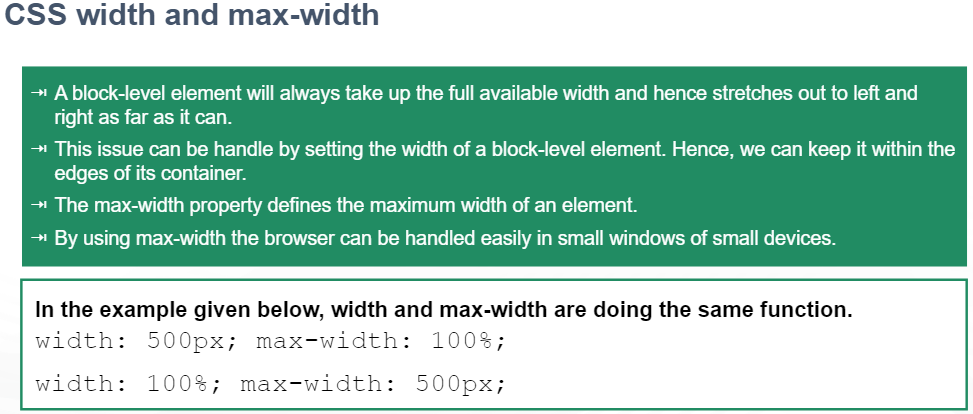 CSS width and max-width
⇥ A block-level element will always take up the full available width and hence stretches out to left and
right as far as it can.
⇥ This issue can be handle by setting the width of a block-level element. Hence, we can keep it within the
edges of its container.
⇥ The max-width property defines the maximum width of an element.
⇥ By using max-width the browser can be handled easily in small windows of small devices.
In the example given below, width and max-width are doing the same function.
width: 500px; max-width: 100%;
width: 100%; max-width: 500px;